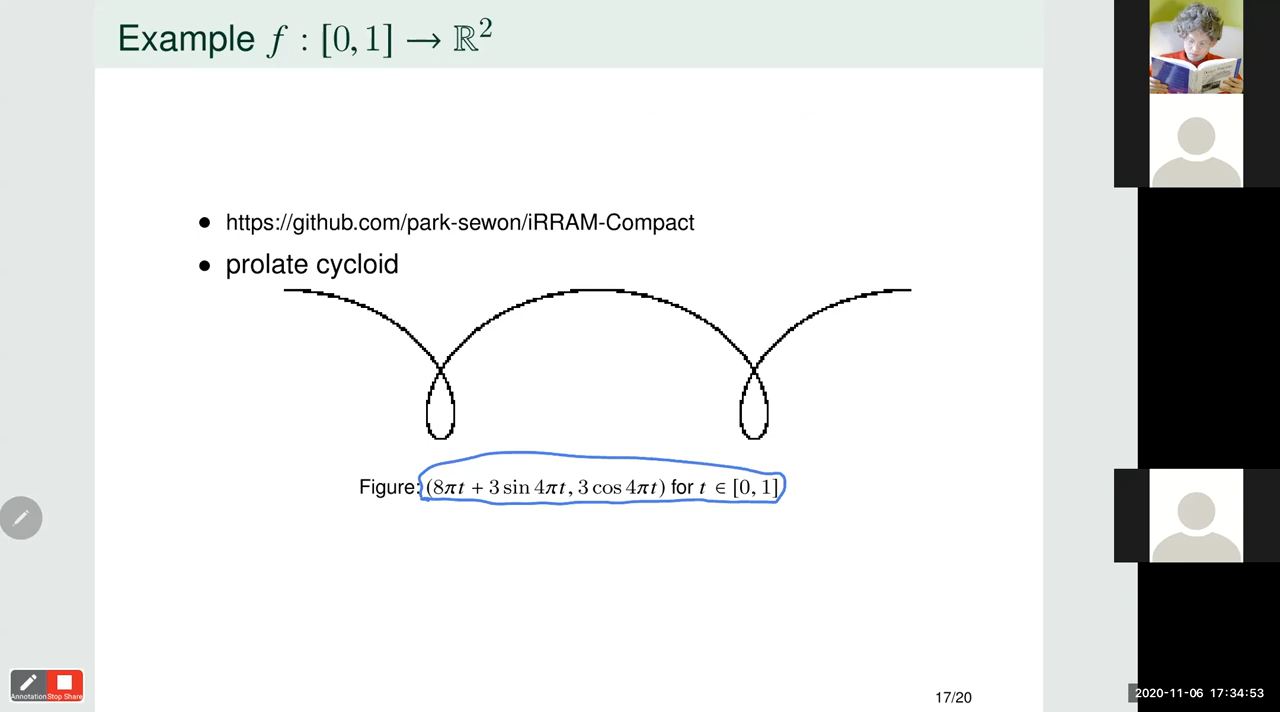 Example f : [0, 1] → ℝ²
• https://github.com/park-sewon/iRRAM-Compact
• prolate cycloid
Figure: (8πt + 3 sin 4πt, 3 cos 4πt) for t ∈ [0, 1]
Annotation Stop Share
17/20
2020-11-06 17:34:53